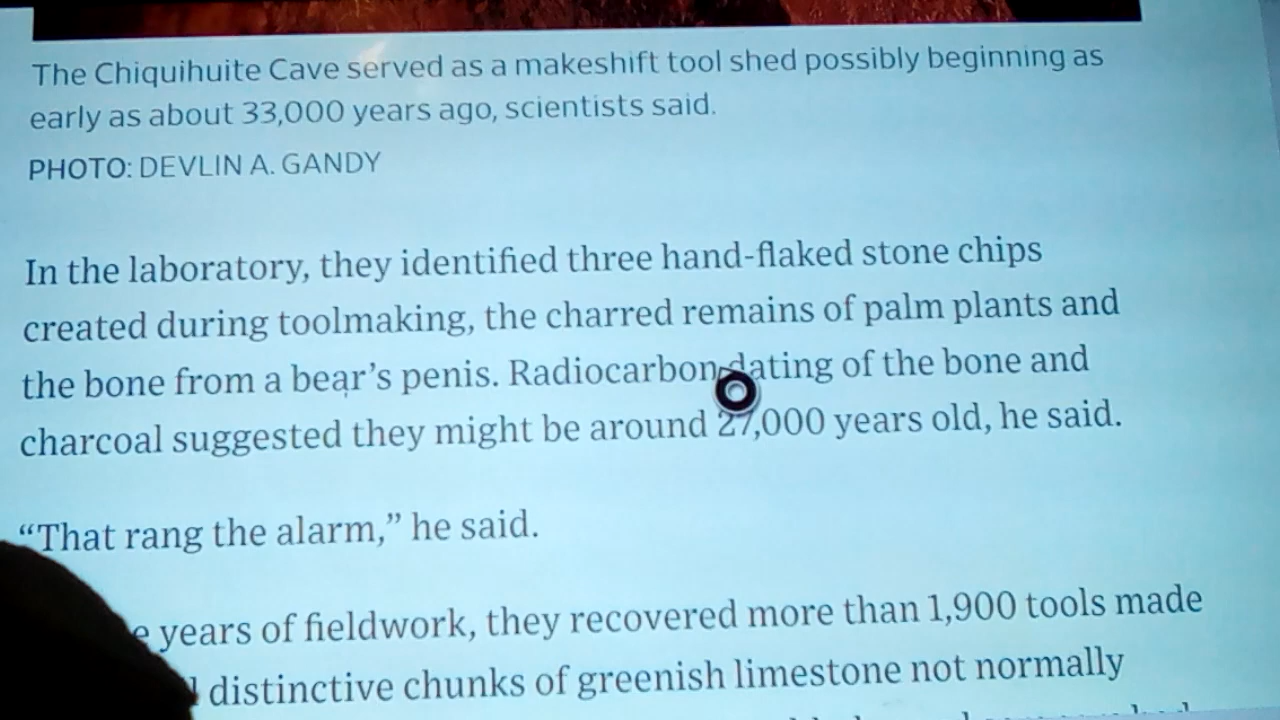 The Chiquihuite Cave served as a makeshift tool shed possibly beginning as
early as about 33,000 years ago, scientists said.
PHOTO: DEVLIN A. GANDY
In the laboratory, they identified three hand-flaked stone chips
created during toolmaking, the charred remains of palm plants and
the bone from a bear’s penis. Radiocarbon dating of the bone and
charcoal suggested they might be around 27,000 years old, he said.
“That rang the alarm,” he said.
years of fieldwork, they recovered more than 1,900 tools made
distinctive chunks of greenish limestone not normally